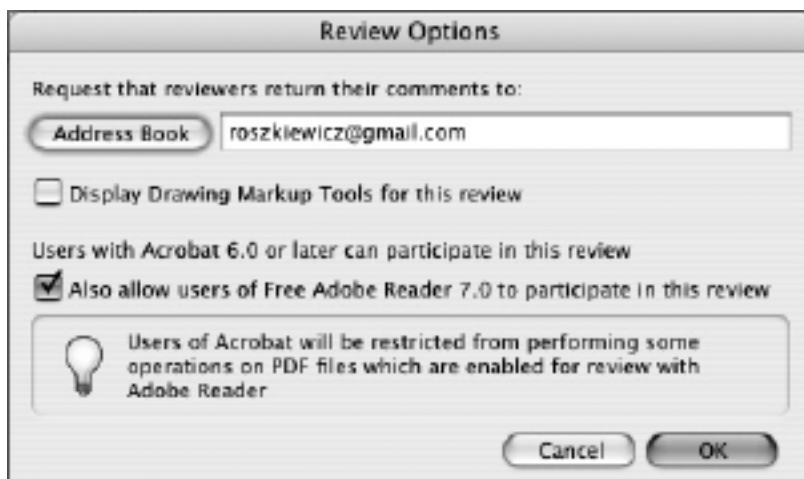 Review Options
Request that reviewers return their comments to:
Address Book roszkiewicz@gmail.com
Display Drawing Markup Tools for this review
Users with Acrobat 6.0 or later can participate in this review
Also allow users of Free Adobe Reader 7.0 to participate in this review
Users of Acrobat will be restricted from performing some
operations on PDF files which are enabled for review with
Adobe Reader
Cancel OK